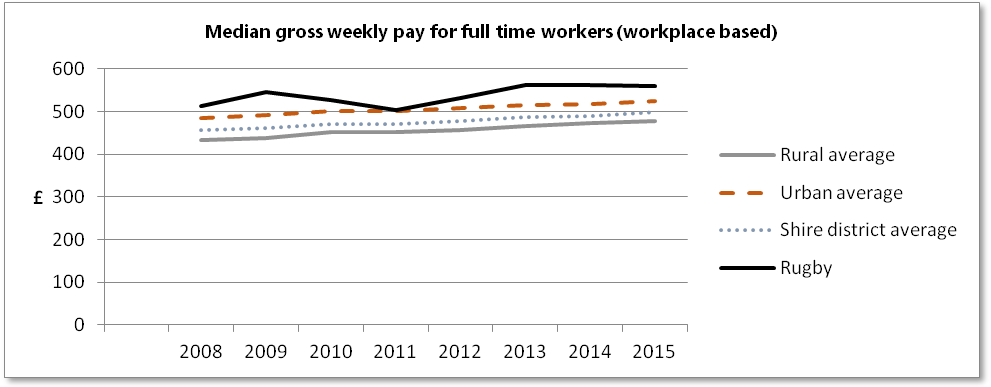 Median gross weekly pay for full time workers (workplace based)
600
500
400
300
200
100
0
£
2008 2009 2010 2011 2012 2013 2014 2015
Rural average
Urban average
Shire district average
Rugby